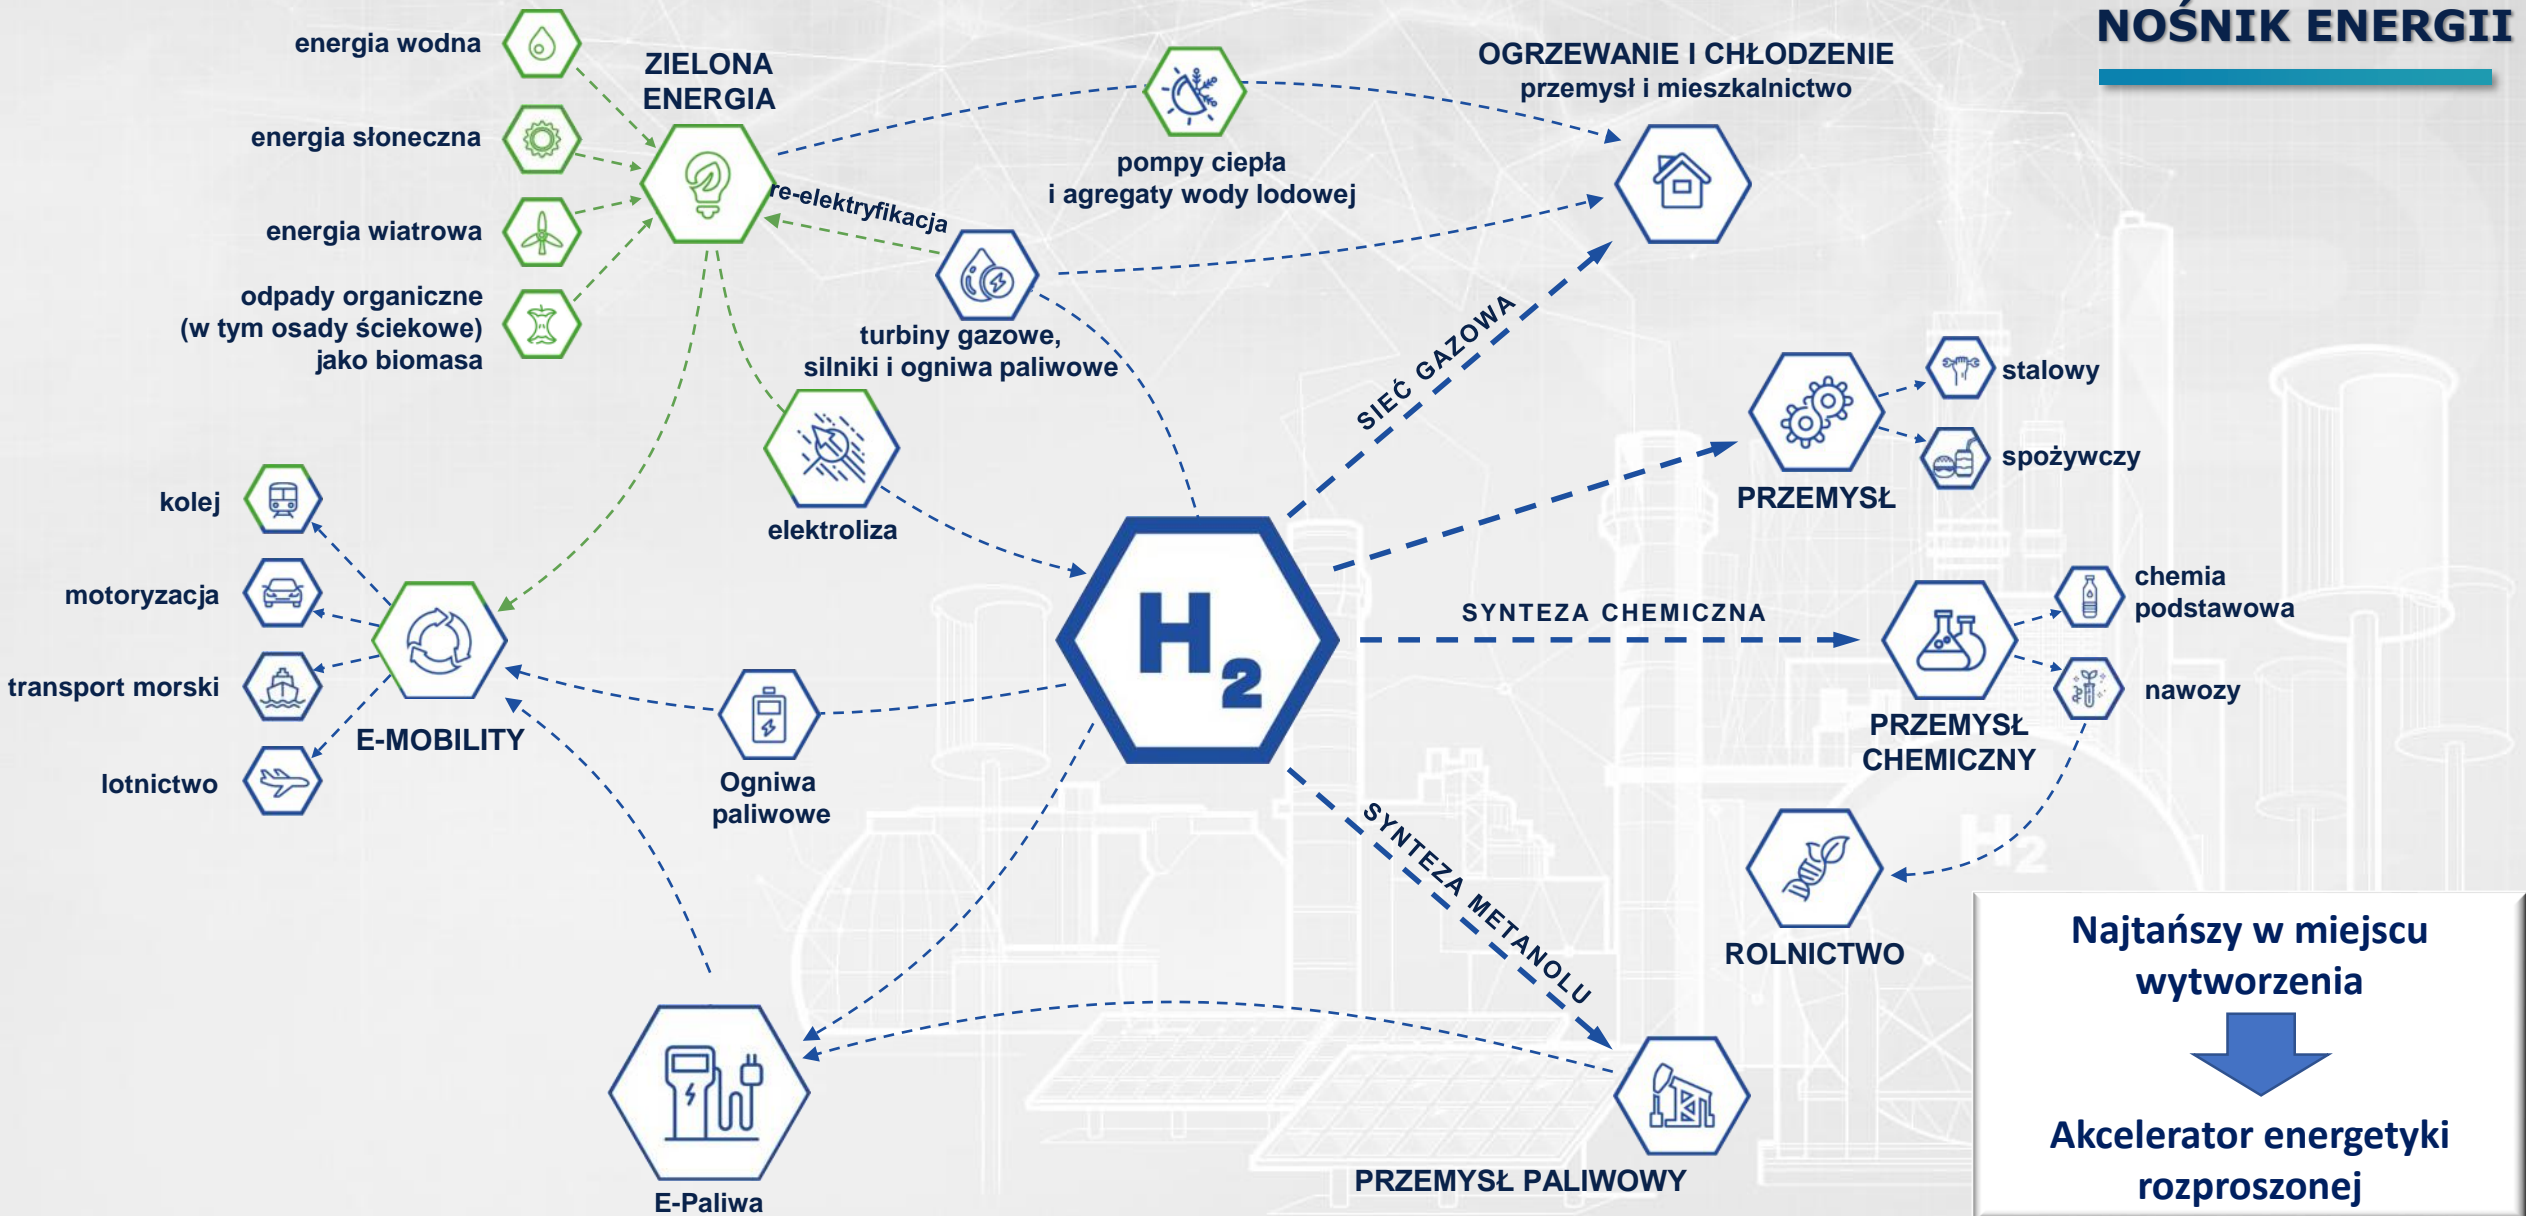 NOŚNIK ENERGII
energia wodna
energia słoneczna
energia wiatrowa
odpady organiczne
(w tym osady ściekowe)
jako biomasa
ZIELONA
ENERGIA
re-elektryfikacja
pompy ciepła
i agregaty wody lodowej
OGRZEWANIE I CHŁODZENIE
przemysł i mieszkalnictwo
turbiny gazowe,
silniki i ogniwa paliwowe
SIEĆ GAZOWA
elektroliza
PRZEMYSŁ
stalowy
spożywczy
kolej
motoryzacja
transport morski
lotnictwo
E-MOBILITY
Ogniwa
paliwowe
H2
SYNTEZA CHEMICZNA
PRZEMYSŁ
CHEMICZNY
chemia
podstawowa
nawozy
H2
ROLNICTWO
SYNTEZA METANOLU
PRZEMYSŁ PALIWOWY
E-Paliwa
Najtańszy w miejscu
wytworzenia
Akcelerator energetyki
rozproszonej